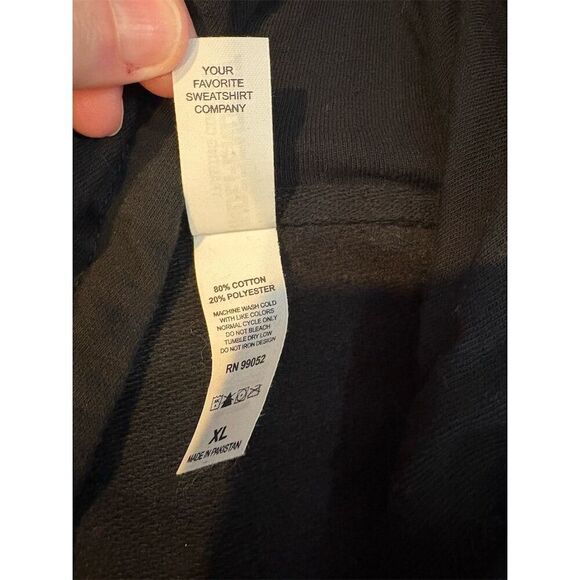 YOUR
FAVORITE
SWEATSHIRT
COMPANY
80% COTTON
20% POLYESTER
MACHINE WASH COLD
WITH LIKE COLORS
NORMAL CYCLE ONLY
DO NOT BLEACH
TUMBLE DRY LOW
DO NOT IRON DESIGN
RN 99052
XL
MADE IN PAKISTAN